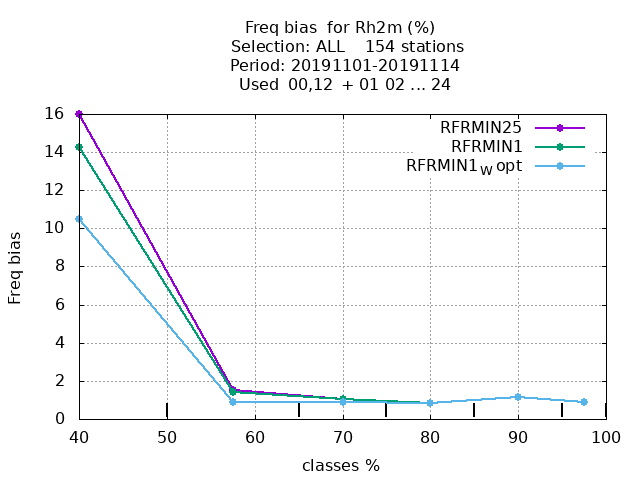 Freq bias for Rh2m (%)
Selection: ALL 154 stations
Period: 20191101-20191114
Used 00,12 + 01 02 ... 24
RFRMIN25
RFRMIN1
RFRMIN1W opt
16
14
12
10
8
6
4
2
0
Freq bias
40 50 60 70 80 90 100
classes %